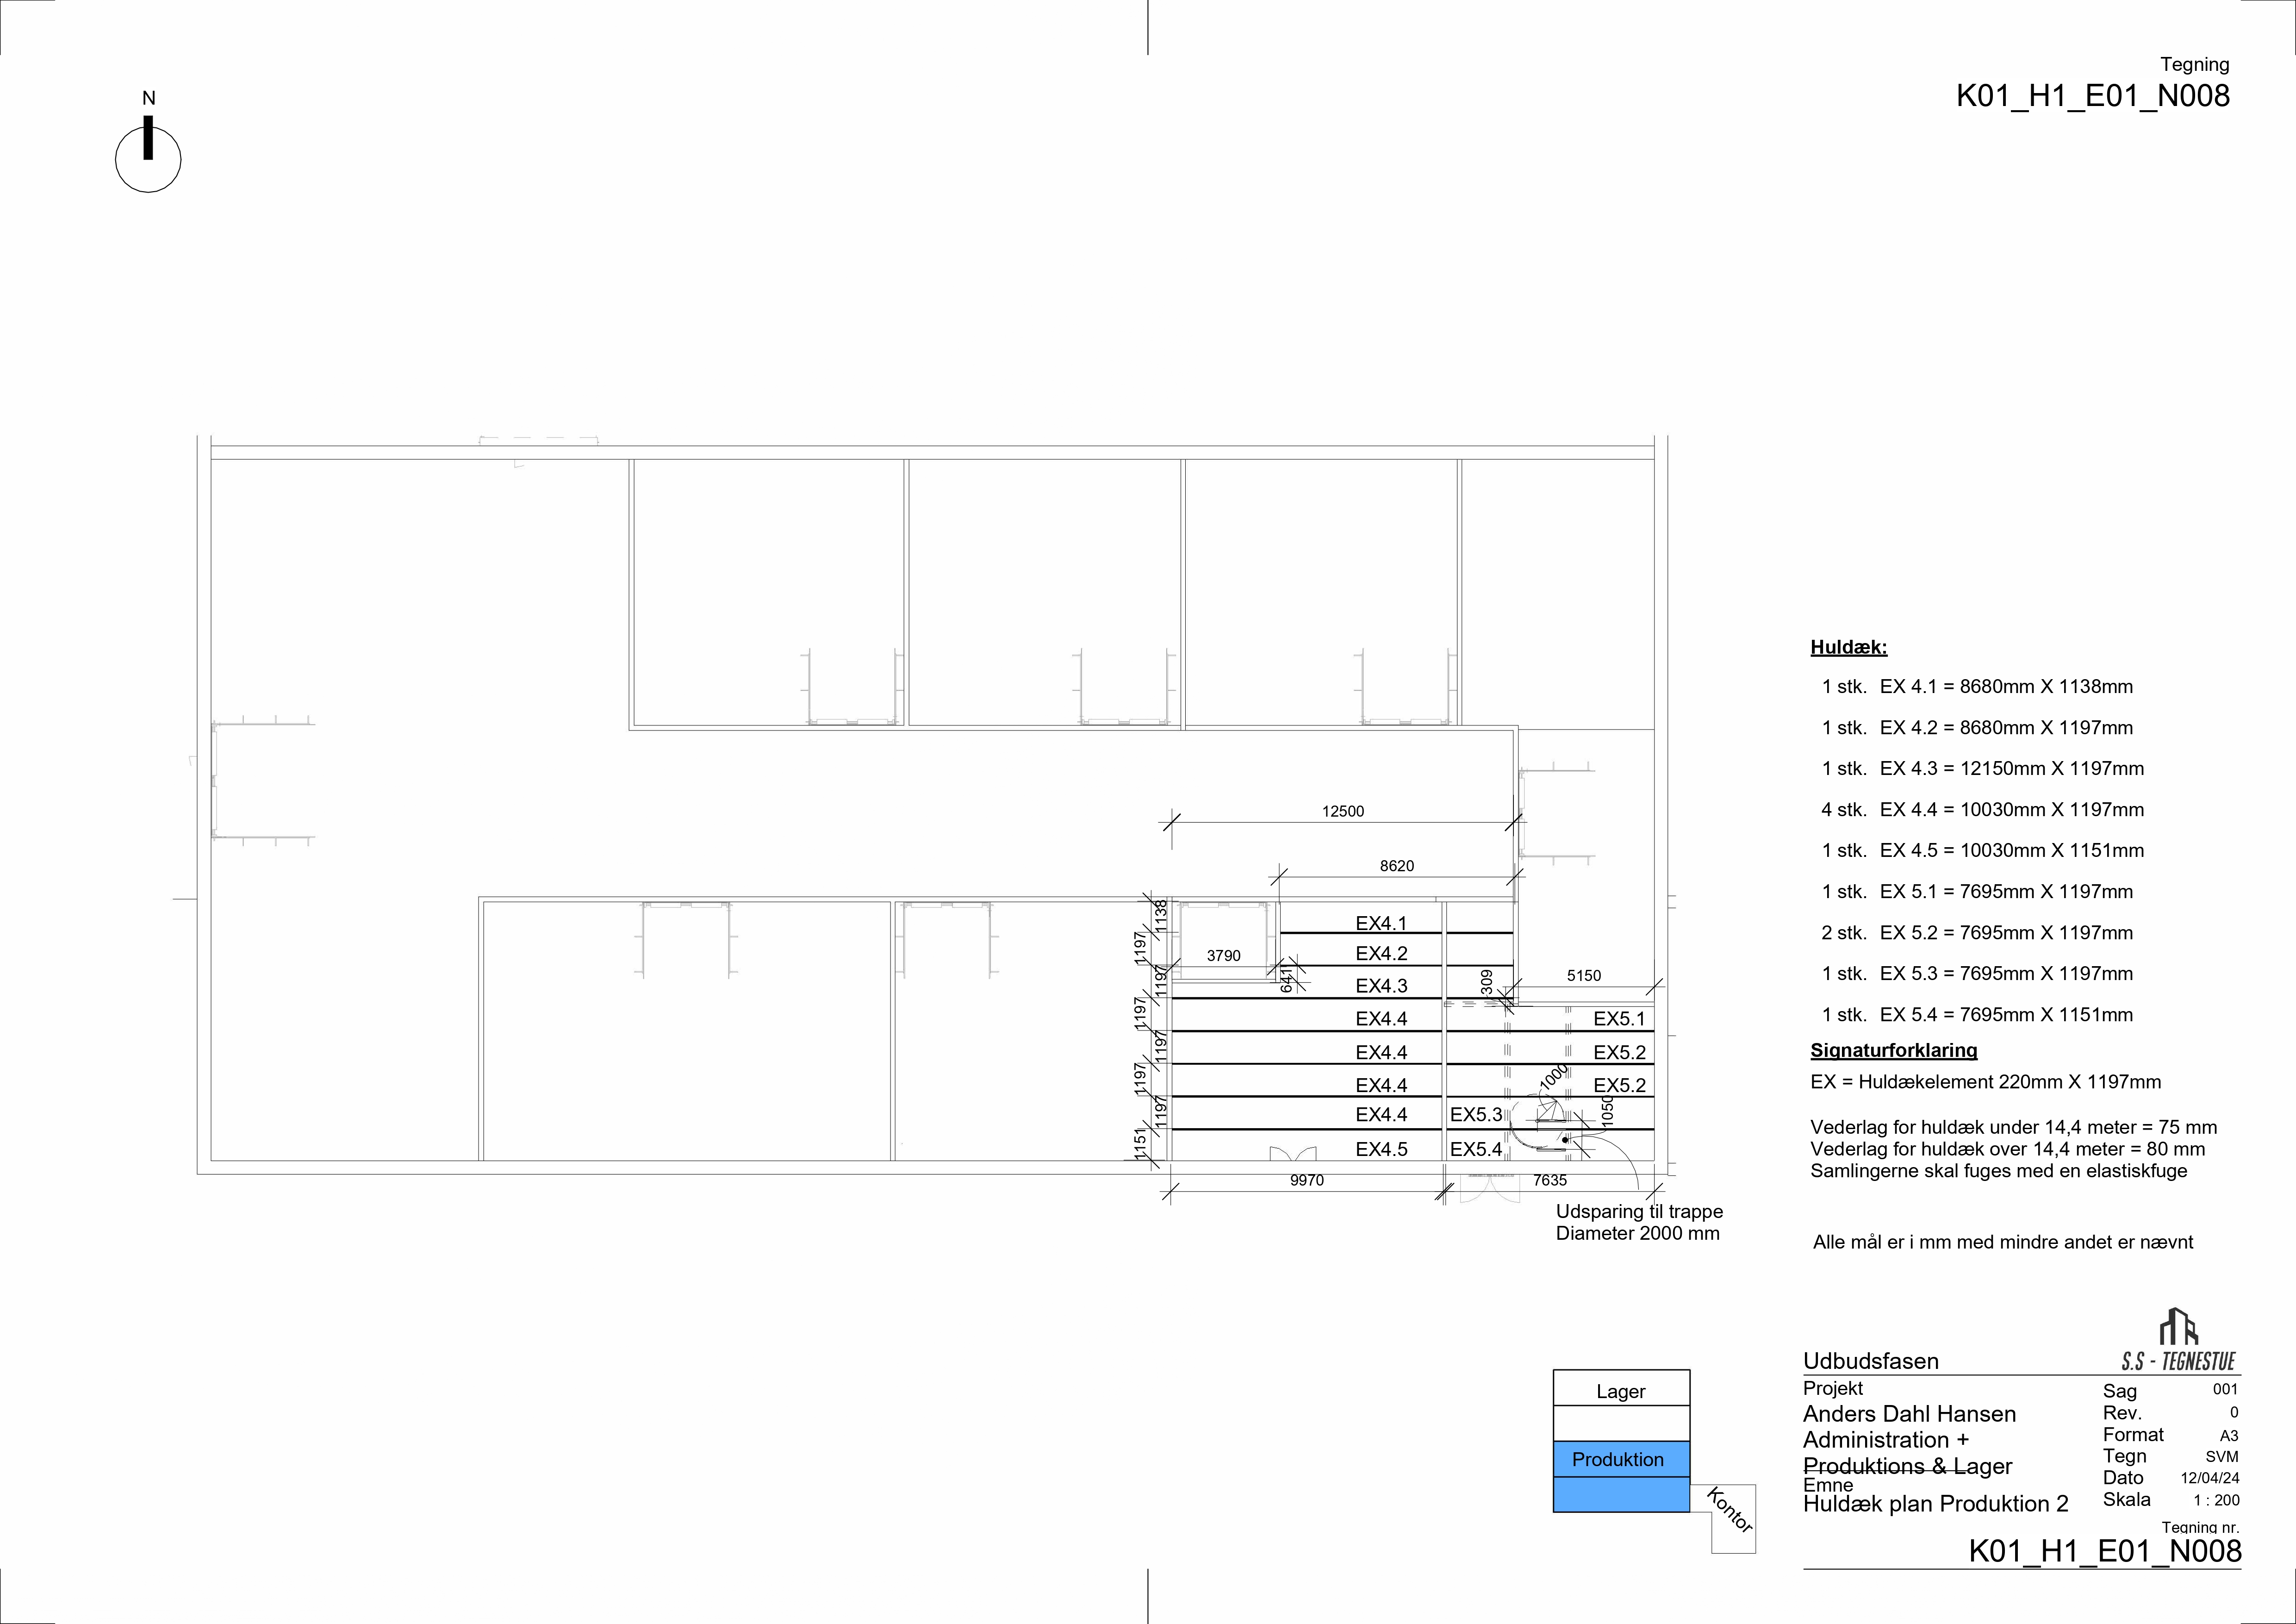 Tegning
K01_H1_E01_N008
N
12500
8620
1138
1197
1197
1197
1197
1197
1197
1151
3790
641
309
5150
EX4.1
EX4.2
EX4.3
EX4.4
EX5.1
EX4.4
EX5.2
EX4.4
EX5.2
1000
1050
EX4.4
EX5.3
EX4.5
EX5.4
9970
7635
Udsparing til trappe
Diameter 2000 mm
Huldæk:
1 stk. EX 4.1 = 8680mm X 1138mm
1 stk. EX 4.2 = 8680mm X 1197mm
1 stk. EX 4.3 = 12150mm X 1197mm
4 stk. EX 4.4 = 10030mm X 1197mm
1 stk. EX 4.5 = 10030mm X 1151mm
1 stk. EX 5.1 = 7695mm X 1197mm
2 stk. EX 5.2 = 7695mm X 1197mm
1 stk. EX 5.3 = 7695mm X 1197mm
1 stk. EX 5.4 = 7695mm X 1151mm
Signaturforklaring
EX = Huldækelement 220mm X 1197mm
Vederlag for huldæk under 14,4 meter = 75 mm
Vederlag for huldæk over 14,4 meter = 80 mm
Samlingerne skal fuges med en elastiskfuge
Alle mål er i mm med mindre andet er nævnt
Lager
Produktion
Kontor
S.S - TEGNESTUE
Udbudsfasen
Projekt
Anders Dahl Hansen
Administration +
Produktions & Lager
Emne
Huldæk plan Produktion 2
Sag 001
Rev. 0
Format A3
Tegn SVM
Dato 12/04/24
Skala 1 : 200
Tegning nr.
K01_H1_E01_N008